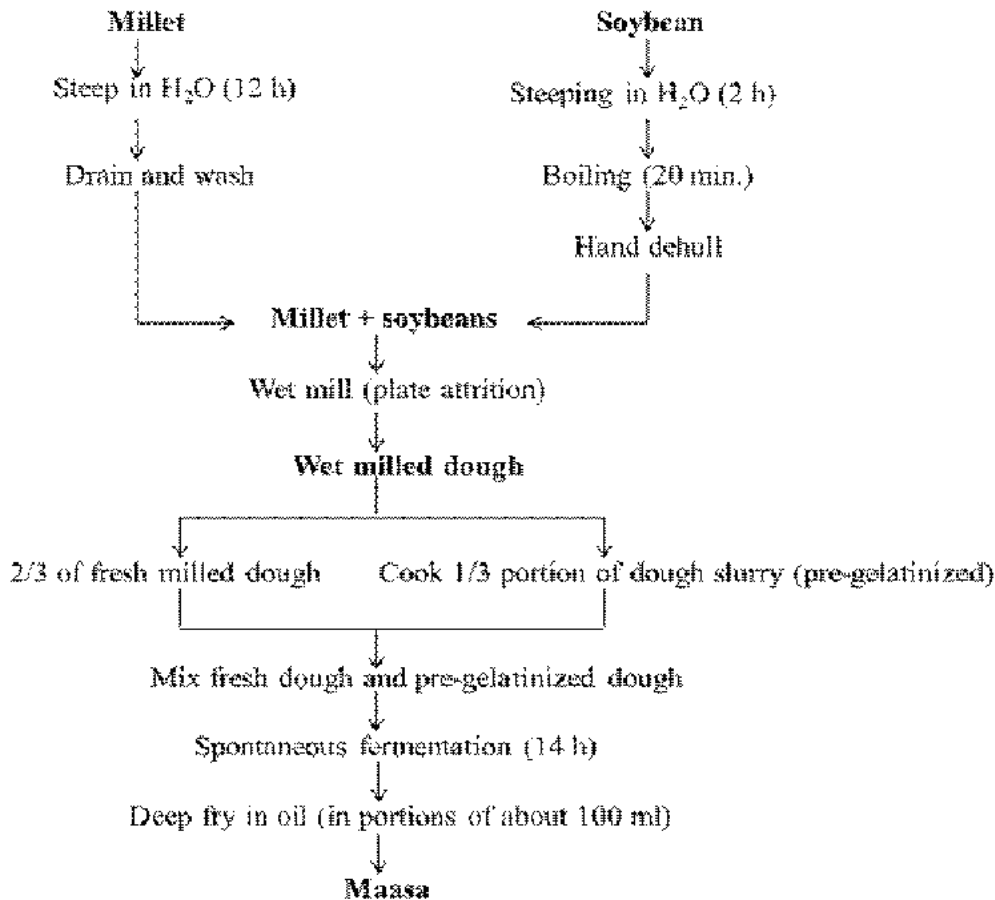 Millet
Soybean
Steep in H₂O (12 h)
Steeping in H₂O (2 h)
Drain and wash
Boiling (20 min.)
Hand dehull
Millet + soybeans
Wet mill (plate attrition)
Wet milled dough
2/3 of fresh milled dough
Cook 1/3 portion of dough slurry (pre-gelatinized)
Mix fresh dough and pre-gelatinized dough
Spontaneous fermentation (14 h)
Deep fry in oil (in portions of about 100 ml)
Maasa